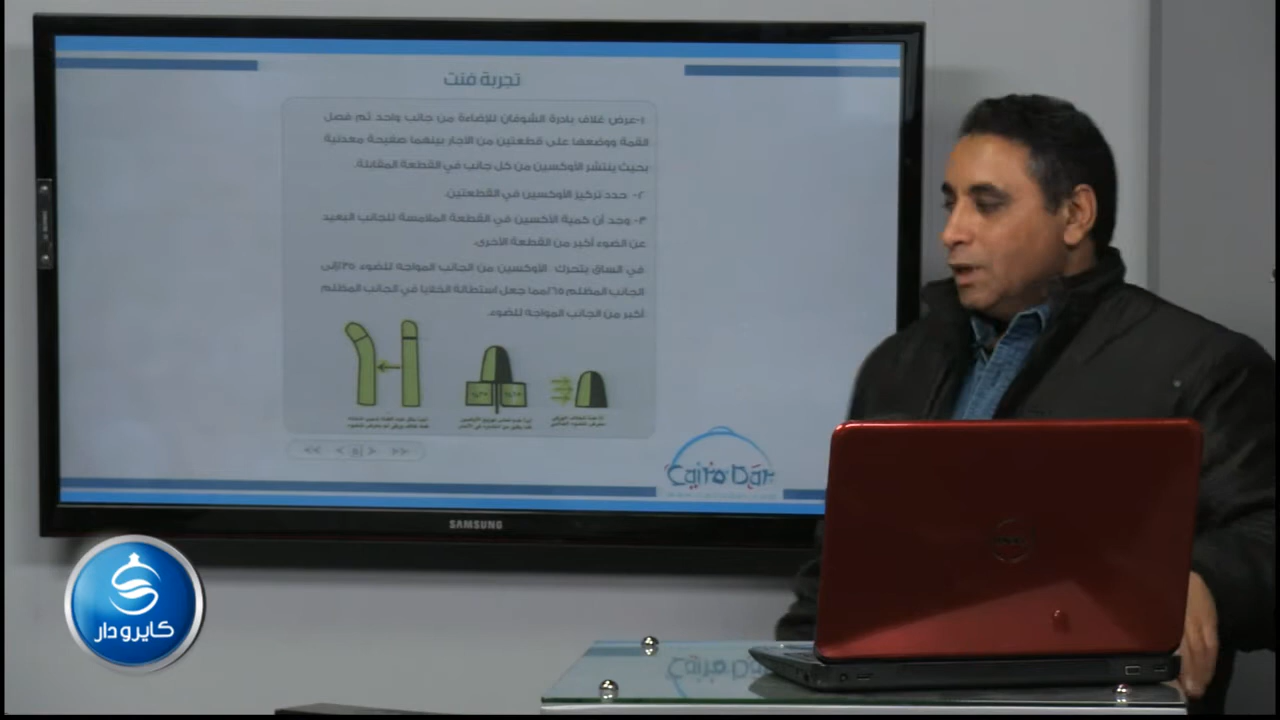 تجربة فنت
١-عرض غلاف بادرة الشوفان للإضاءة من جانب واحد ثم فصل
القمة ووضعها على قطعتين من الآجار بينهما صفيحة معدنية
بحيث ينتشر الأوكسين من كل جانب في القطعة المقابلة.
٢- حدد تركيز الأوكسين في القطعتين.
٣- وجد أن كمية الأكسين في القطعة الملامسة للجانب البعيد
عن الضوء أكبر من القطعة الأخرى.
في الساق يتحرك الأوكسين من الجانب المواجه للضوء ٣٥٪إلى
الجانب المظلم ٦٥٪مما جعل استطالة الخلايا في الجانب المظلم
أكبر من الجانب المواجه للضوء.
Cairo Dar
SAMSUNG
كايرو دار
DELL